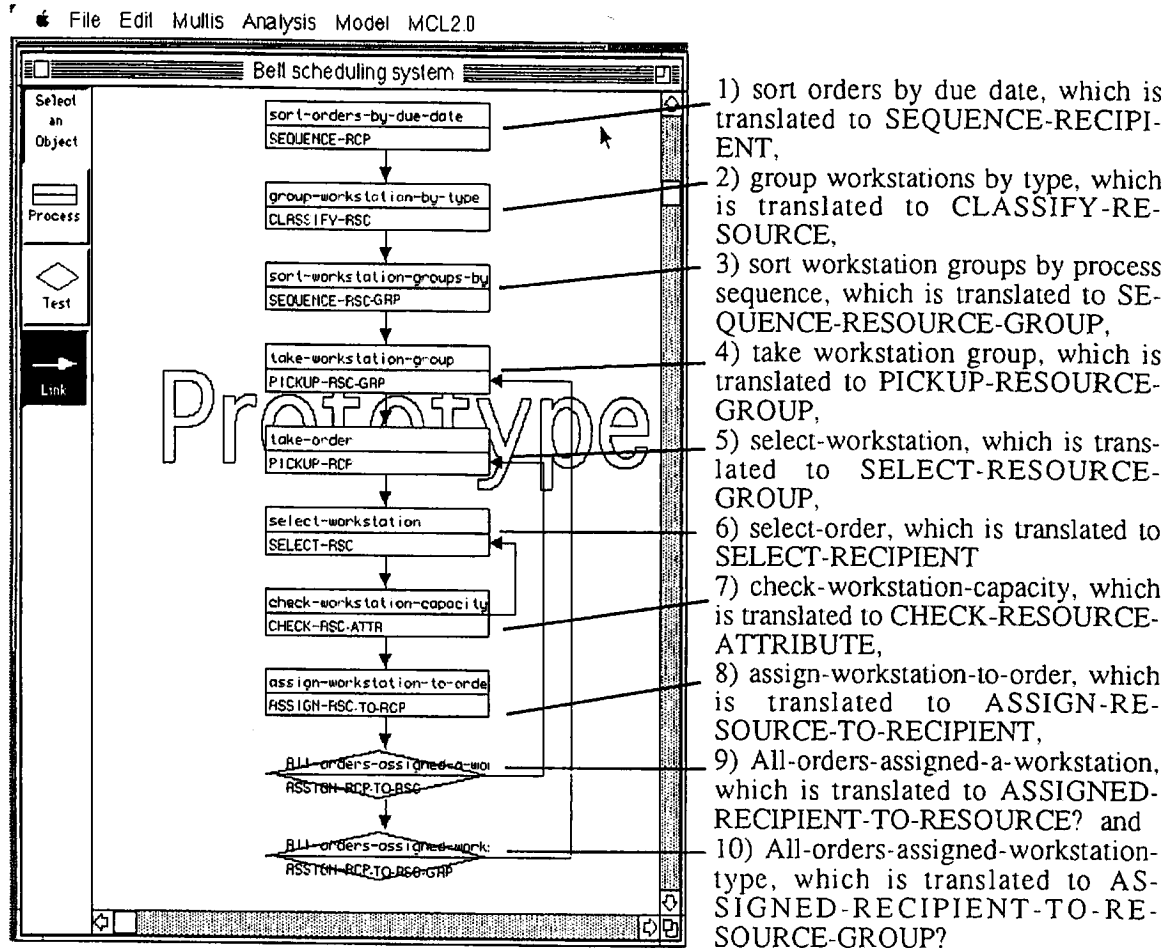 File Edit Multis Analysis Model MCL2.0
Belt scheduling system
Select
an
Object
Process
Test
Link
Prototype
sort-orders-by-due-date
SEQUENCE-RCP
group-workstation-by-type
CLASSIFY-RSC
sort-workstation-groups-by
SEQUENCE-RSC-GRP
take-workstation-group
PICKUP-RSC-GRP
take-order
PICKUP-RCP
select-workstation
SELECT-RSC
check-workstation-capacity
CHECK-RSC-ATTR
assign-workstation-to-orde
ASSIGN-RSC-TO-RCP
All-orders-assigned-a-wor
ASSIGN-RCP-TO-RSC
All-orders-assigned-work:
ASSIGN-RCP-TO-RSC-GRP
1) sort orders by due date, which is
translated to SEQUENCE-RECIPI-
ENT,
2) group workstations by type, which
is translated to CLASSIFY-RE-
SOURCE,
3) sort workstation groups by process
sequence, which is translated to SE-
QUENCE-RESOURCE-GROUP,
4) take workstation group, which is
translated to PICKUP-RESOURCE-
GROUP,
5) select-workstation, which is trans-
lated to SELECT-RESOURCE-
GROUP,
6) select-order, which is translated to
SELECT-RECIPIENT
7) check-workstation-capacity, which
is translated to CHECK-RESOURCE-
ATTRIBUTE,
8) assign-workstation-to-order, which
is translated to ASSIGN-RE-
SOURCE-TO-RECIPIENT,
9) All-orders-assigned-a-workstation,
which is translated to ASSIGNED-
RECIPIENT-TO-RESOURCE? and
10) All-orders-assigned-workstation-
type, which is translated to AS-
SIGNED-RECIPIENT-TO-RE-
SOURCE-GROUP?